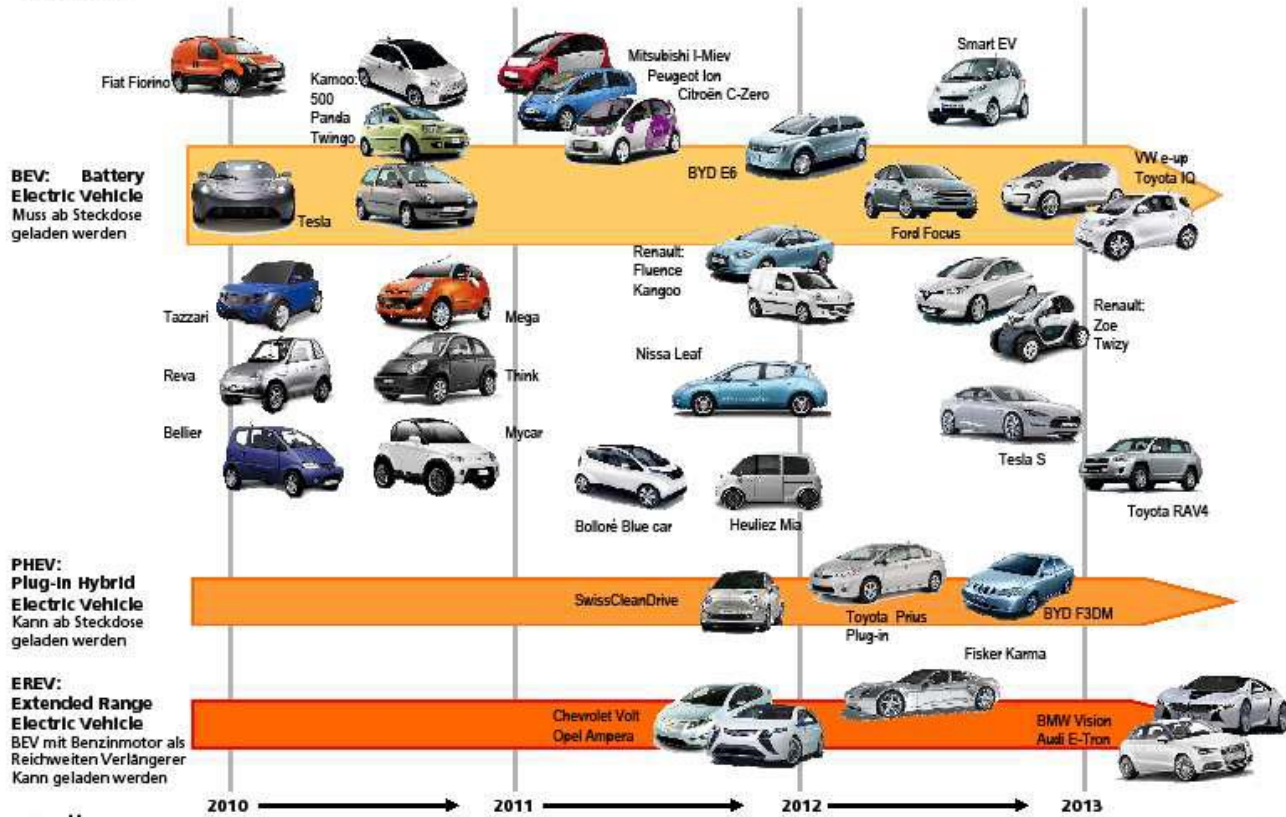 Fiat Fiorino
Kamoo:
500
Panda
Twingo
Mitsubishi I-Miev
Peugeot Ion
Citroën C-Zero
Smart EV
BEV: Battery
Electric Vehicle
Muss ab Steckdose
geladen werden
Tesla
BYD E6
Ford Focus
VW e-up
Toyota IQ
Tazzari
Mega
Renault:
Fluence
Kangoo
Renault:
Zoe
Twizy
Reva
Think
Nissa Leaf
Bellier
Mycar
Bolloré Blue car
Heuliez Mia
Tesla S
Toyota RAV4
PHEV:
Plug-in Hybrid
Electric Vehicle
Kann ab Steckdose
geladen werden
SwissCleanDrive
Toyota Prius
Plug-in
BYD F3DM
EREV:
Extended Range
Electric Vehicle
BEV mit Benzinmotor als
Reichweiten Verlängerer
Kann geladen werden
Chevrolet Volt
Opel Ampera
Fisker Karma
BMW Vision
Audi E-Tron
2010
2011
2012
2013